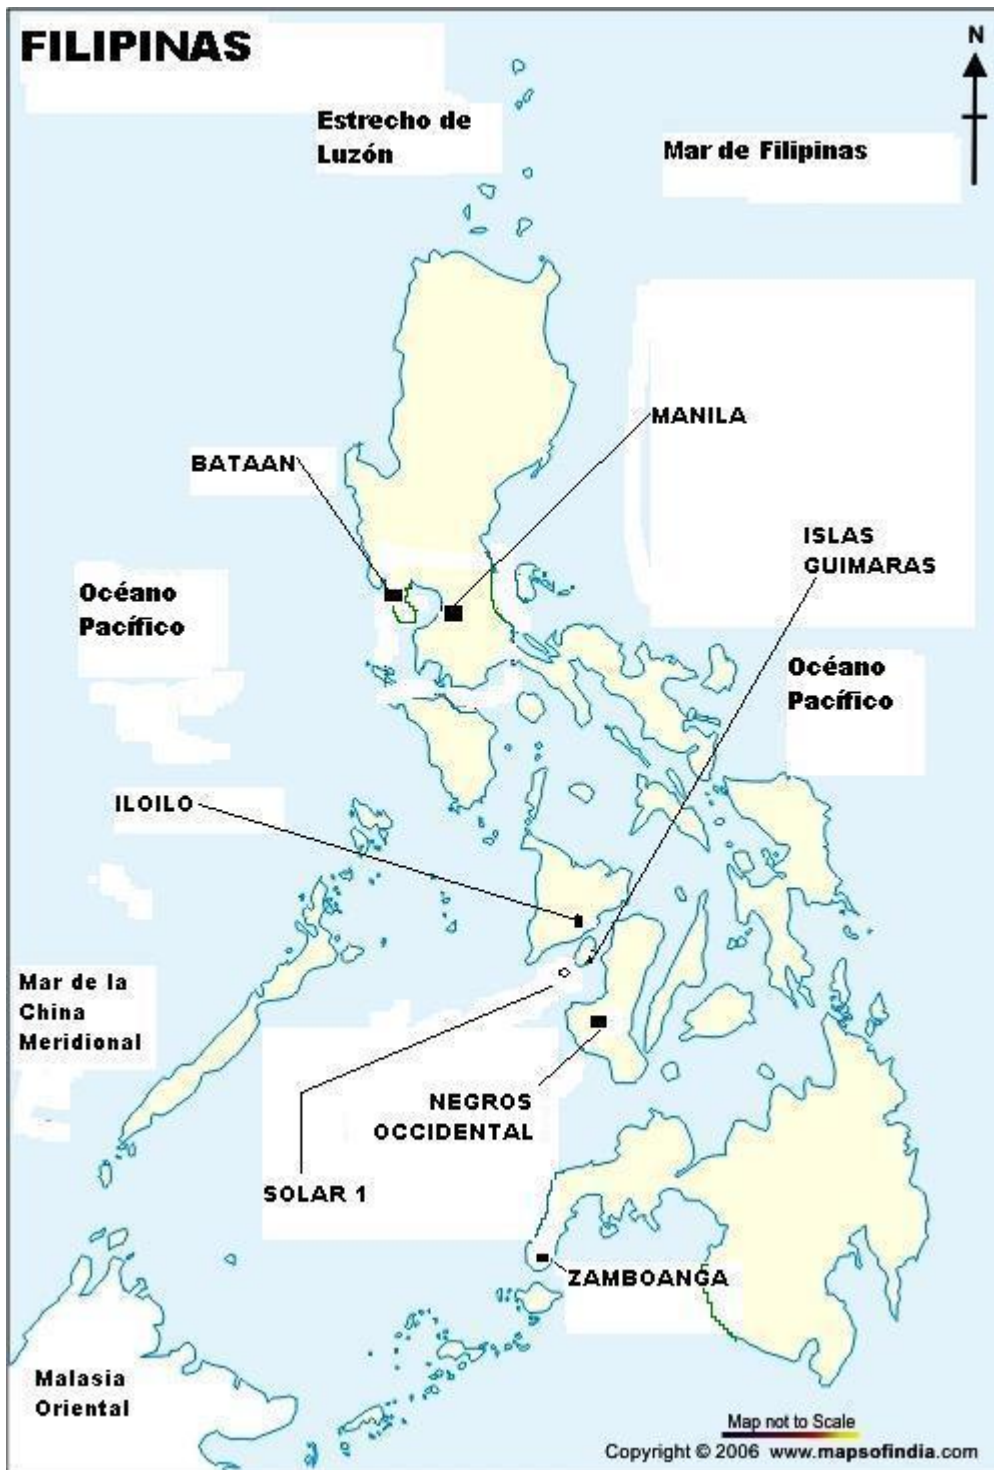 FILIPINAS
N
Estrecho de
Luzón
Mar de Filipinas
MANILA
BATAAN
ISLAS
GUIMARAS
Océano
Pacífico
Océano
Pacífico
ILOILO
Mar de la
China
Meridional
NEGROS
OCCIDENTAL
SOLAR 1
ZAMBOANGA
Malasia
Oriental
Map not to Scale
Copyright © 2006 www.mapsofindia.com